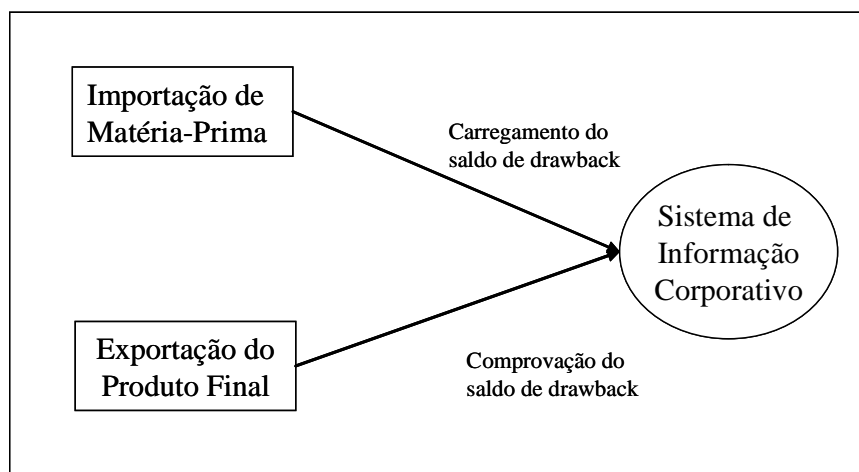 Importação de
Matéria-Prima
Carregamento do
saldo de drawback
Sistema de
Informação
Corporativo
Exportação do
Produto Final
Comprovação do
saldo de drawback